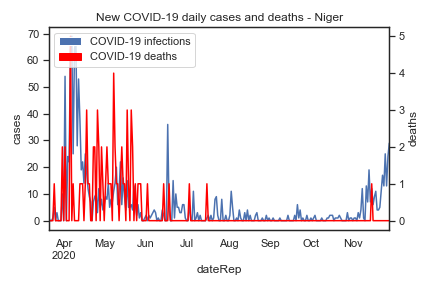 New COVID-19 daily cases and deaths - Niger
COVID-19 infections
COVID-19 deaths
cases
70
60
50
40
30
20
10
0
deaths
5
4
3
2
1
0
Apr May Jun Jul Aug Sep Oct Nov
2020
dateRep